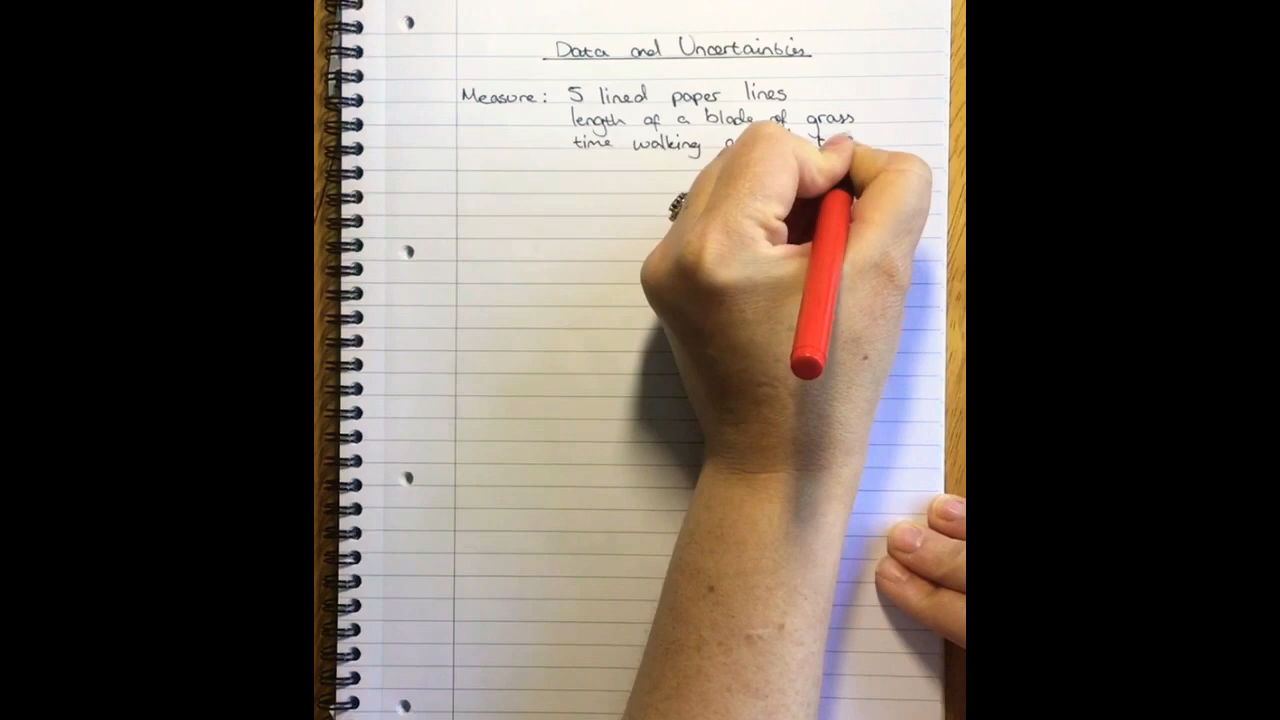 Data and Uncertainties
Measure: 5 lined paper lines
length of a blade of grass
time walking